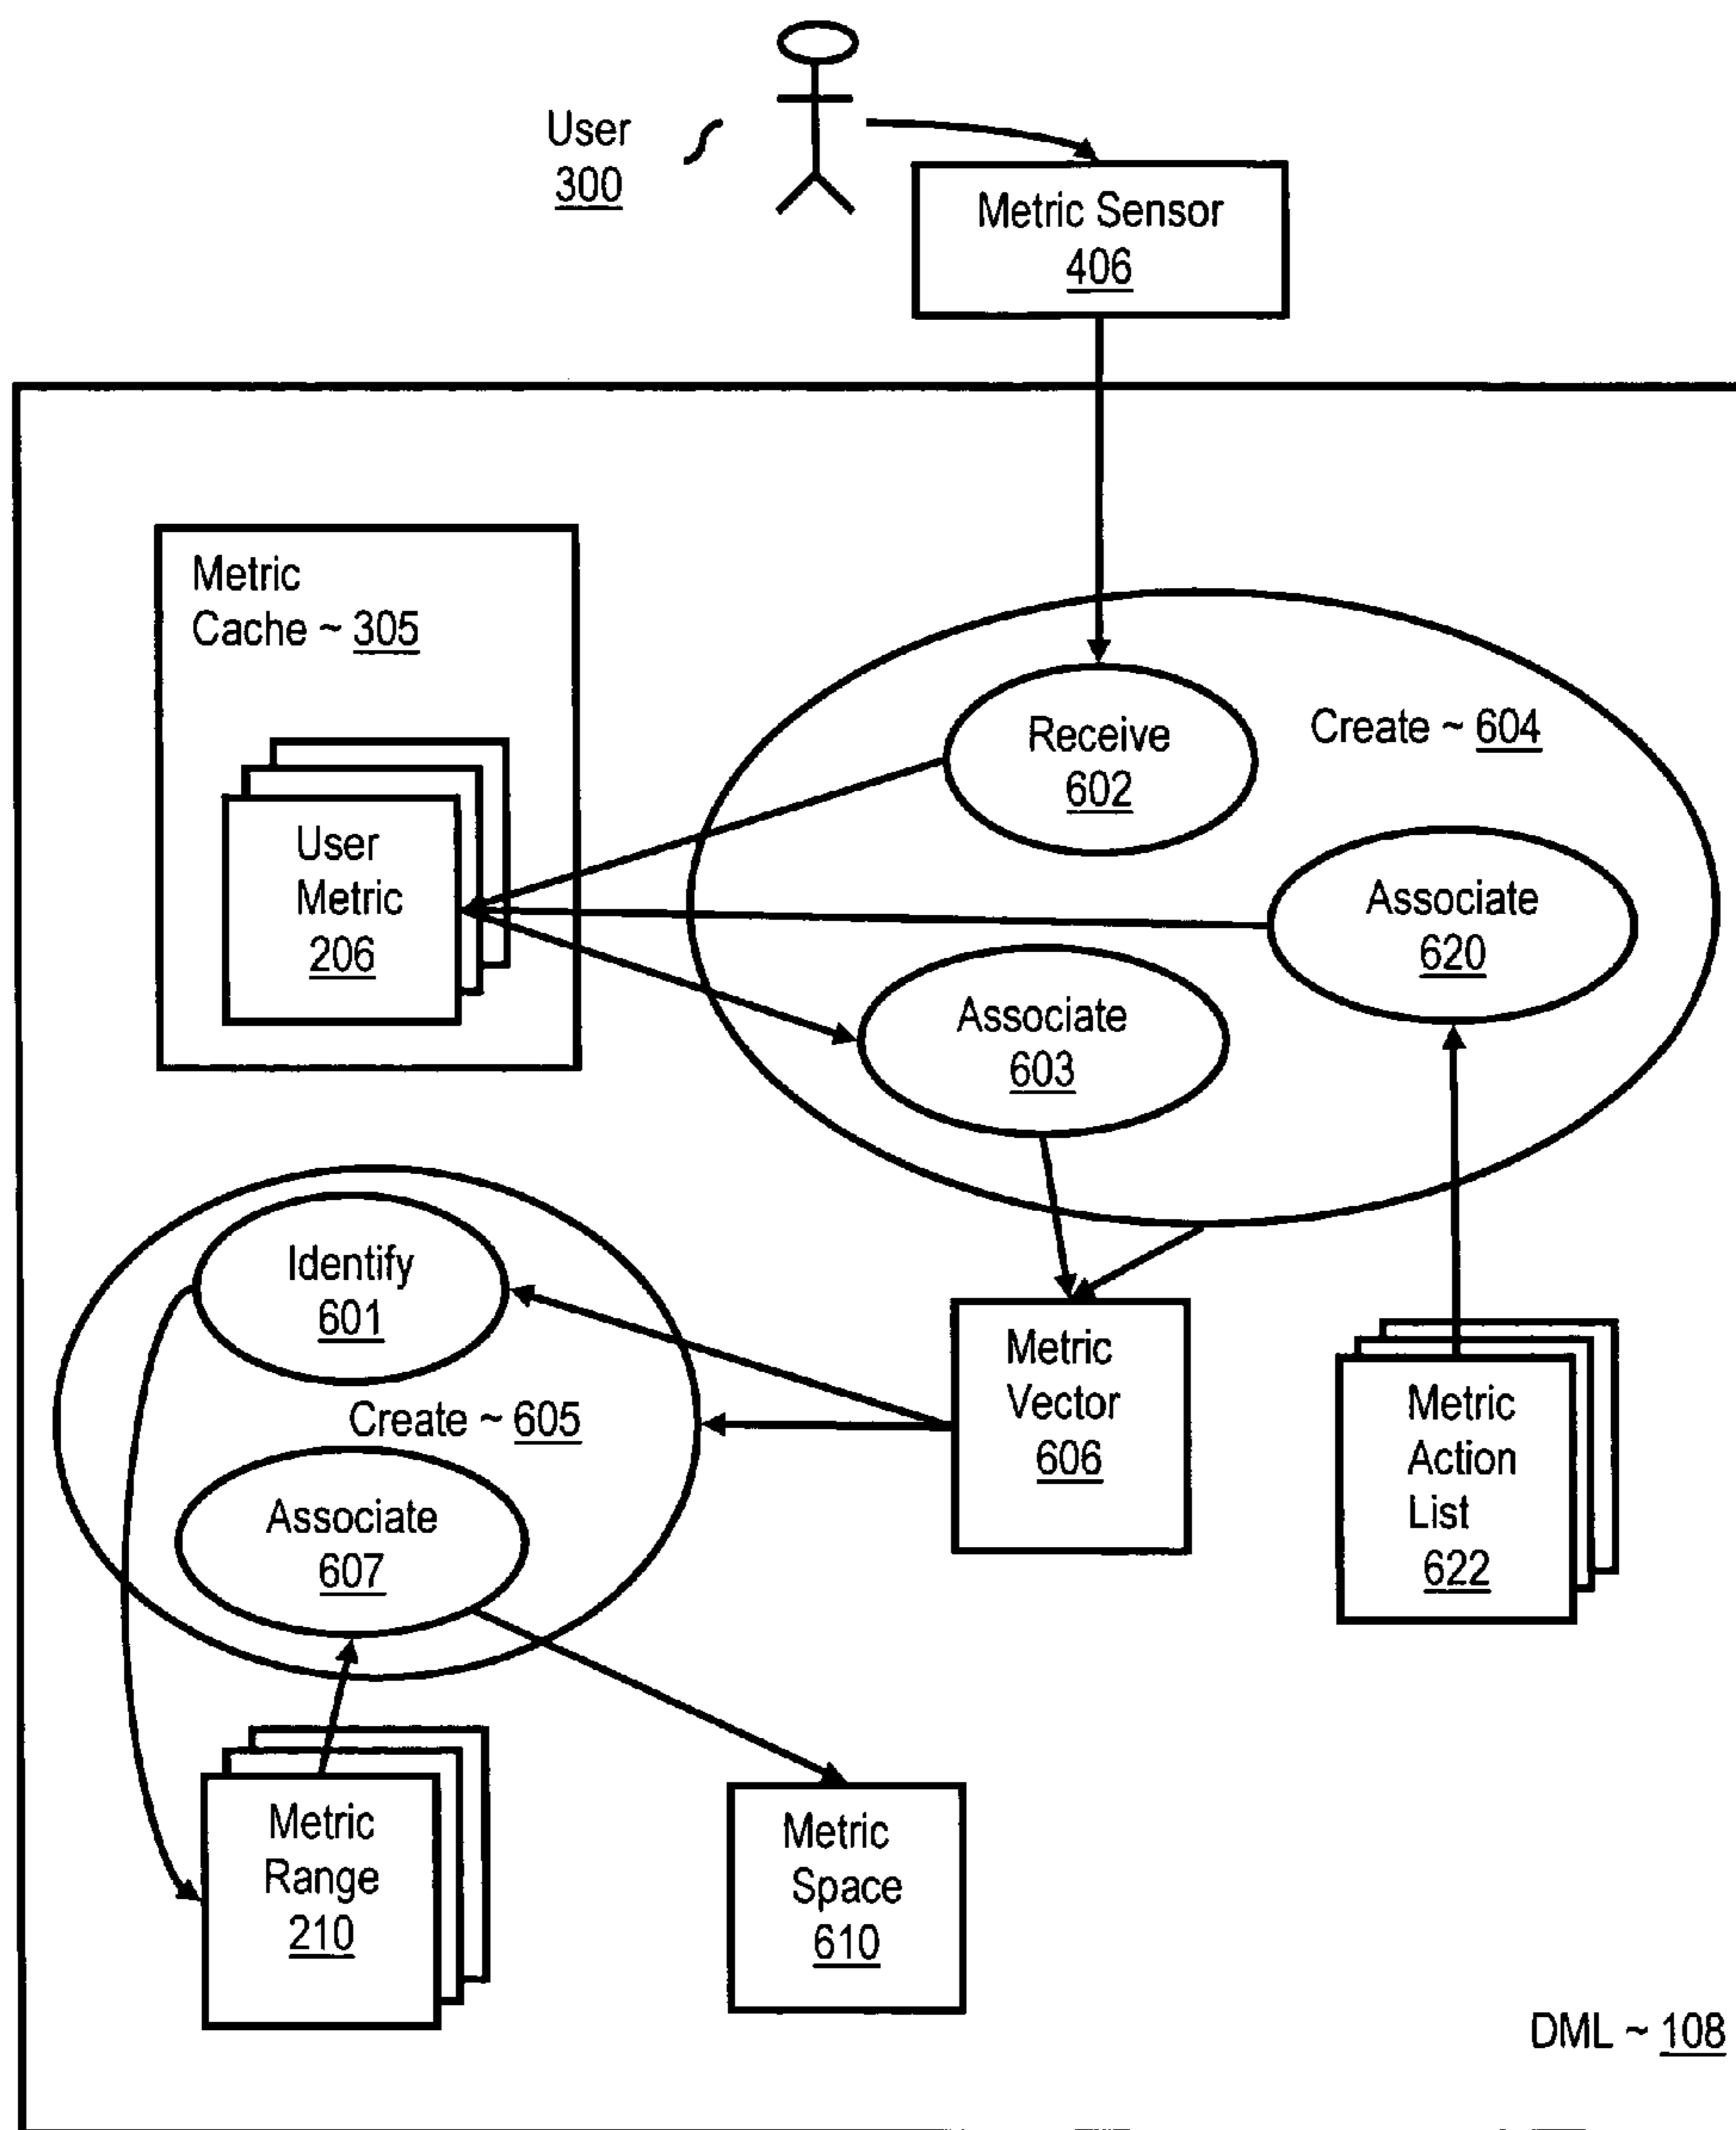 User
300
Metric Sensor
406
Metric
Cache ~ 305
Receive
602
Create ~ 604
User
Metric
206
Associate
620
Associate
603
Identify
601
Create ~ 605
Associate
607
Metric
Vector
606
Metric
Action
List
622
Metric
Range
210
Metric
Space
610
DML ~ 108